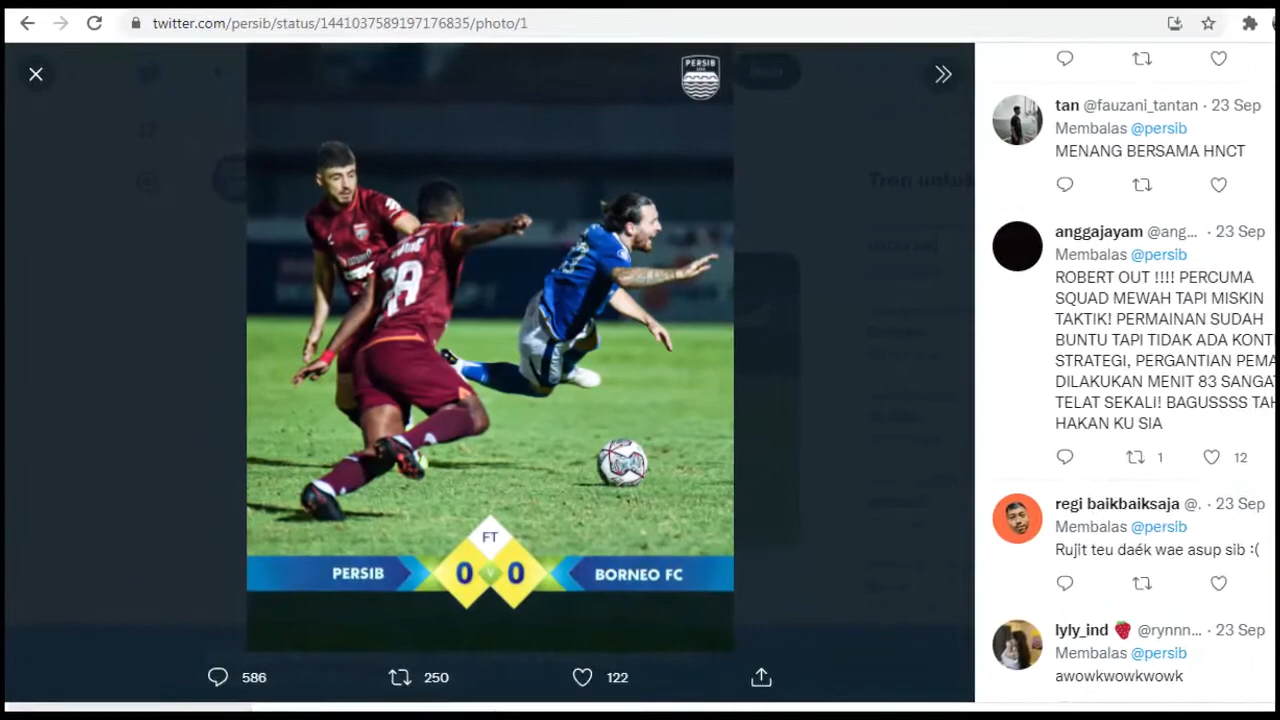 twitter.com/persib/status/1441037589197176835/photo/1
PERSIB
28
FT
PERSIB 0 v 0 BORNEO FC
586 250 122
tan @fauzani_tantan · 23 Sep
Membalas @persib
MENANG BERSAMA HNCT
anggajayam @ang... · 23 Sep
Membalas @persib
ROBERT OUT !!!! PERCUMA
SQUAD MEWAH TAPI MISKIN
TAKTIK! PERMAINAN SUDAH
BUNTU TAPI TIDAK ADA KONT
STRATEGI, PERGANTIAN PEMA
DILAKUKAN MENIT 83 SANGA
TELAT SEKALI! BAGUSSSS TAH
HAKAN KU SIA
1 12
regi baikbaiksaja @. · 23 Sep
Membalas @persib
Rujit teu daék wae asup sib :(
lyly_ind 🍓 @rynnn... · 23 Sep
Membalas @persib
awowkwowkwowk